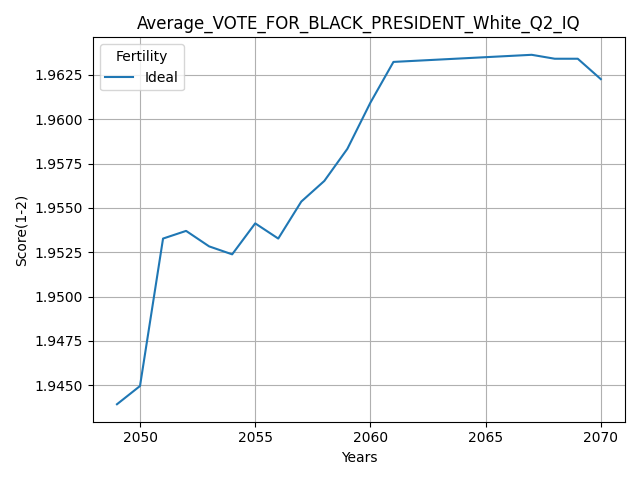 Average_VOTE_FOR_BLACK_PRESIDENT_White_Q2_IQ
Fertility
Ideal
Score(1-2)
1.9625
1.9600
1.9575
1.9550
1.9525
1.9500
1.9475
1.9450
2050 2055 2060 2065 2070
Years